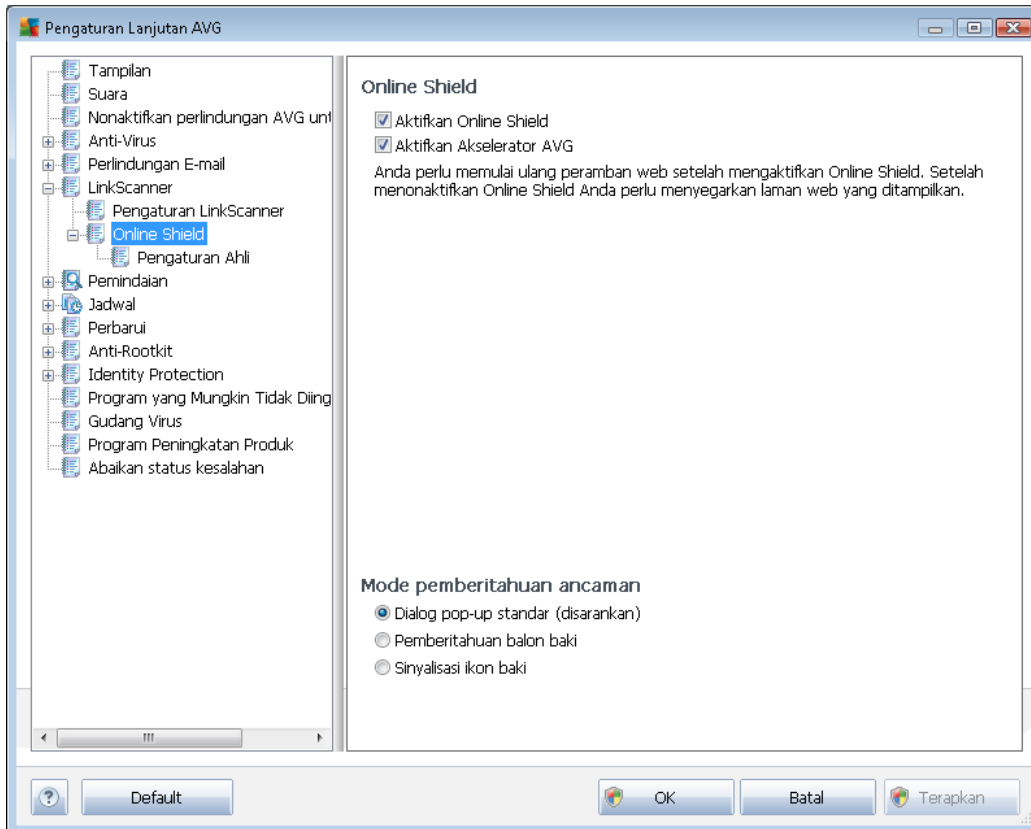 Pengaturan Lanjutan AVG
Tampilan
Suara
Nonaktifkan perlindungan AVG unt
Anti-Virus
Perlindungan E-mail
LinkScanner
Pengaturan LinkScanner
Online Shield
Pengaturan Ahli
Pemindaian
Jadwal
Perbarui
Anti-Rootkit
Identity Protection
Program yang Mungkin Tidak Diing
Gudang Virus
Program Peningkatan Produk
Abaikan status kesalahan
Online Shield
Aktifkan Online Shield
Aktifkan Akselerator AVG
Anda perlu memulai ulang peramban web setelah mengaktifkan Online Shield. Setelah
menonaktifkan Online Shield Anda perlu menyegarkan laman web yang ditampilkan.
Mode pemberitahuan ancaman
Dialog pop-up standar (disarankan)
Pemberitahuan balon baki
Sinyalisasi ikon baki
? Default OK Batal Terapkan